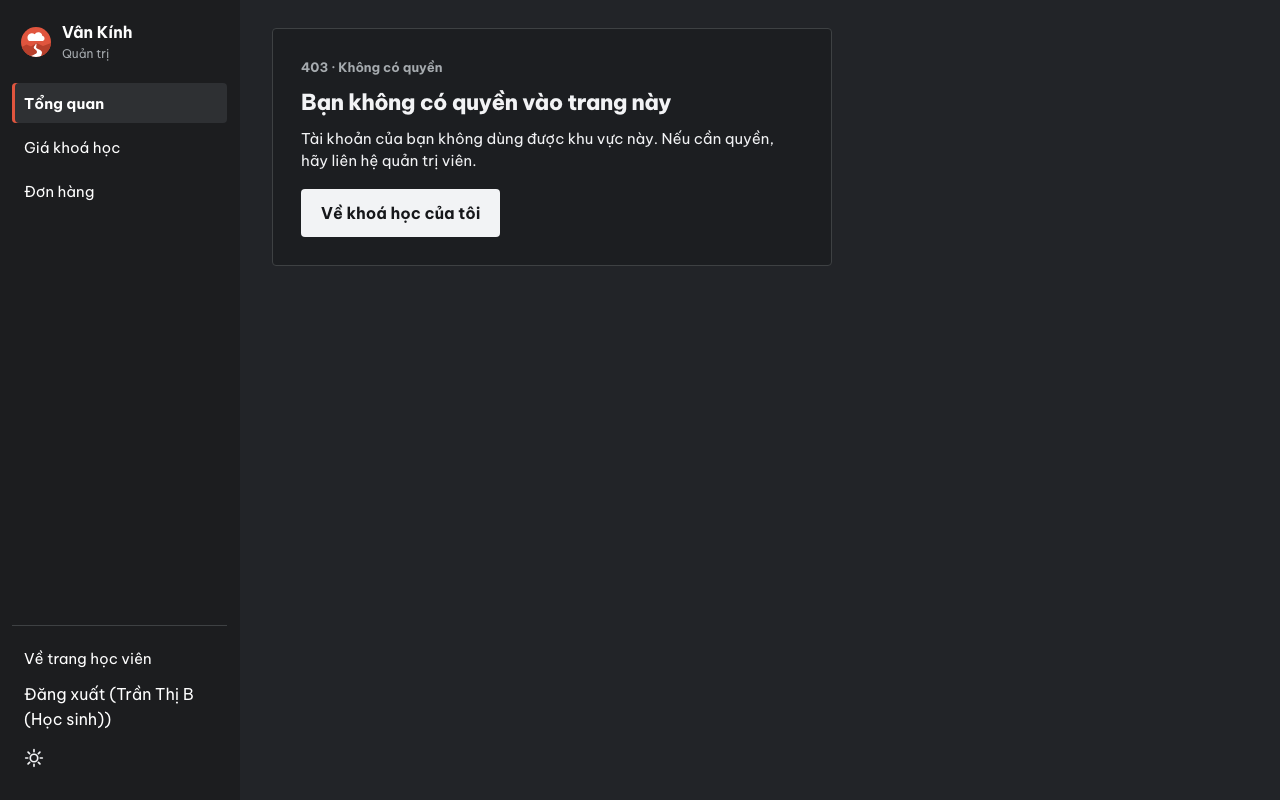 Vân Kính
Quản trị
Tổng quan
Giá khoá học
Đơn hàng
Về trang học viên
Đăng xuất (Trần Thị B
(Học sinh))
403 · Không có quyền
Bạn không có quyền vào trang này
Tài khoản của bạn không dùng được khu vực này. Nếu cần quyền,
hãy liên hệ quản trị viên.
Về khoá học của tôi